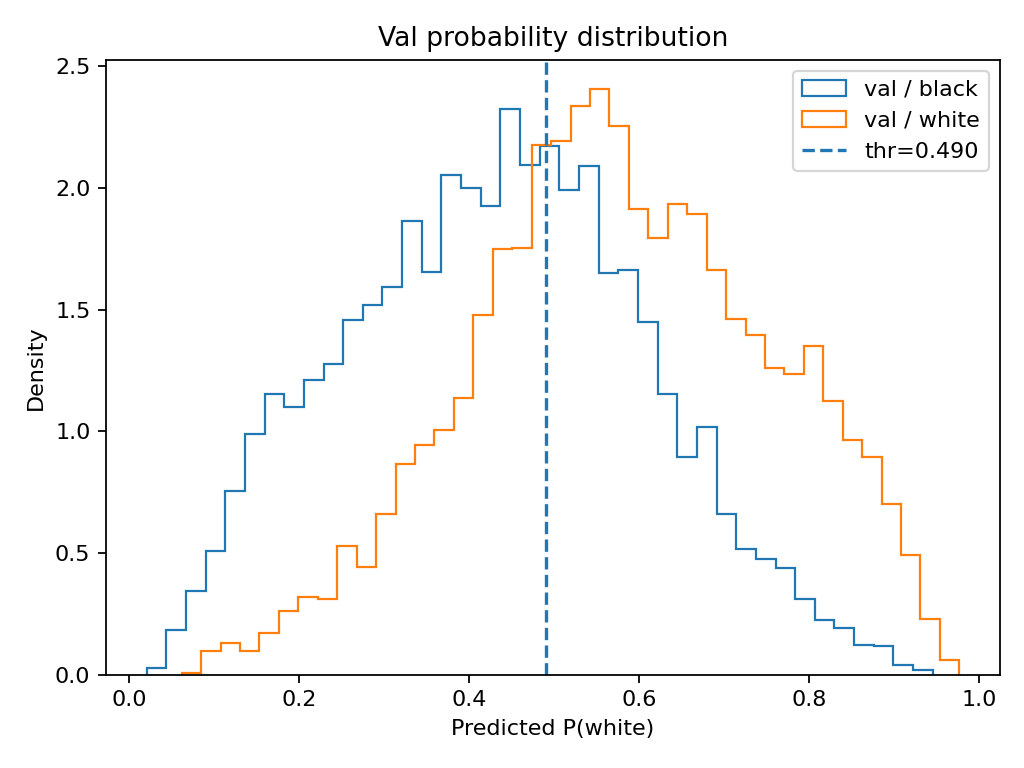 Val probability distribution
2.5
2.0
1.5
1.0
0.5
0.0
Density
val / black
val / white
thr=0.490
0.0 0.2 0.4 0.6 0.8 1.0
Predicted P(white)